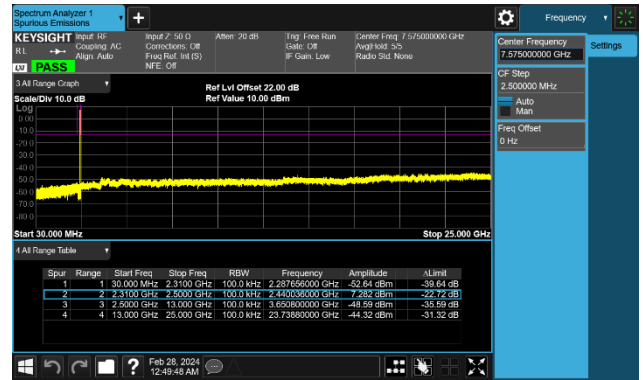 Spectrum Analyzer 1
Spurious Emissions
Frequency
KEYSIGHT Input: RF Input Z: 50 Ω Atten: 20 dB Trig: Free Run Center Freq: 7.575000000 GHz
RL Coupling: AC Corrections: Off Gate: Off Avg|Hold: 5/5
Align: Auto Freq Ref: Int (S) IF Gain: Low Radio Std: None
NFE: Off
LXI PASS
Center Frequency
7.575000000 GHz
Settings
CF Step
2.500000 MHz
Auto
Man
Freq Offset
0 Hz
3 All Range Graph
Ref Lvl Offset 22.00 dB
Scale/Div 10.0 dB Ref Value 10.00 dBm
Log
0.00
-10.0
-20.0
-30.0
-40.0
-50.0
-60.0
-70.0
-80.0
Start 30.000 MHz Stop 25.000 GHz
4 All Range Table
Spur Range Start Freq Stop Freq RBW Frequency Amplitude ΔLimit
1 1 30.000 MHz 2.3100 GHz 100.0 kHz 2.287656000 GHz -52.64 dBm -39.64 dB
2 2 2.3100 GHz 2.5000 GHz 100.0 kHz 2.440036000 GHz 7.282 dBm -22.72 dB
3 3 2.5000 GHz 13.000 GHz 100.0 kHz 3.650800000 GHz -48.59 dBm -35.59 dB
4 4 13.000 GHz 25.000 GHz 100.0 kHz 23.73880000 GHz -44.32 dBm -31.32 dB
Feb 28, 2024
12:49:48 AM